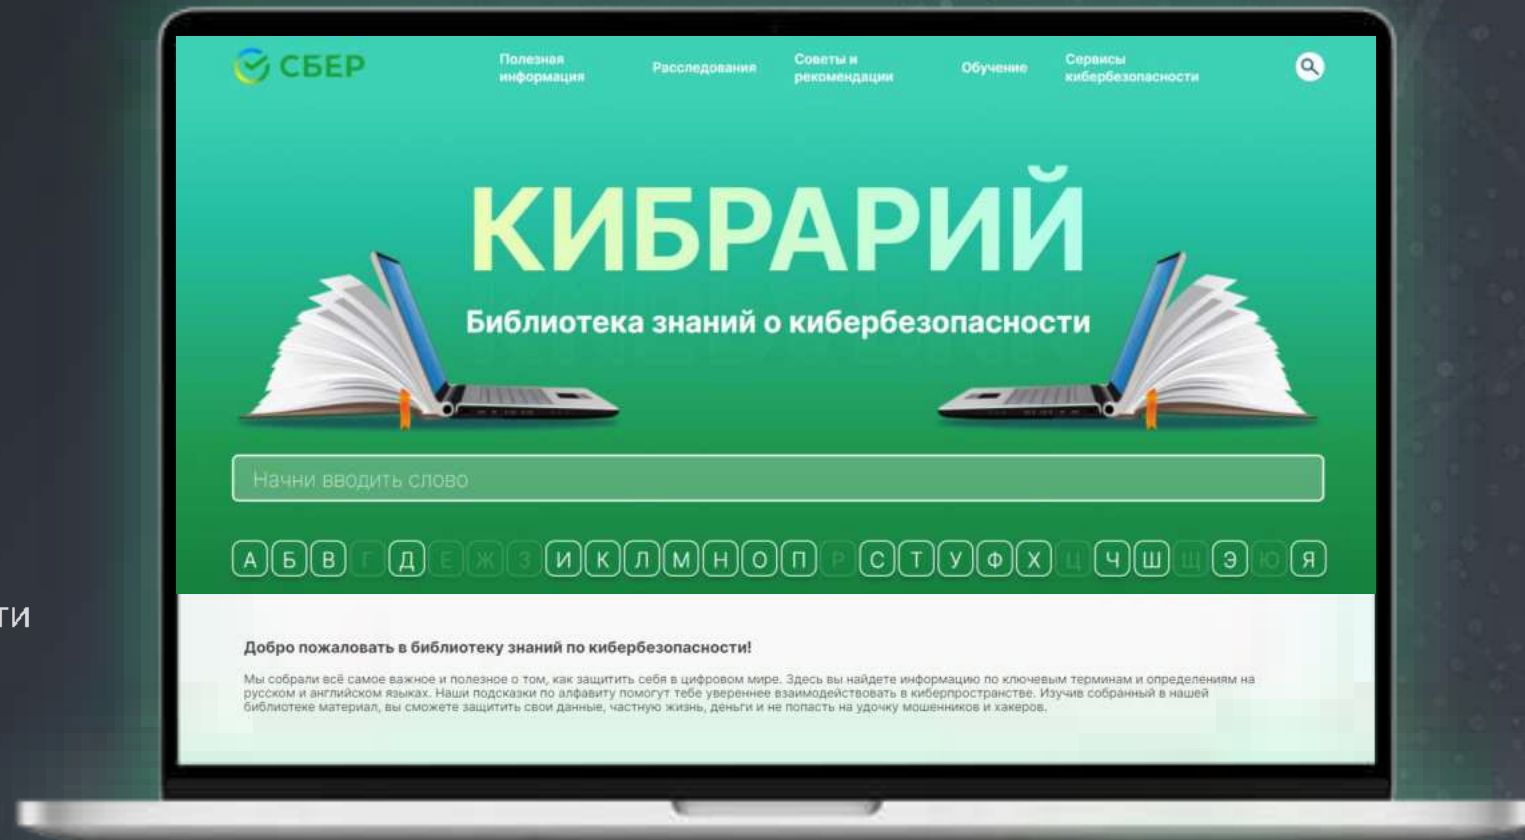 СБЕР
Полезная
информация
Расследования
Советы и
рекомендации
Обучение
Сервисы
кибербезопасности
КИБРАРИЙ
Библиотека знаний о кибербезопасности
Начни вводить слово
А Б В Г Д Е Ж З И К Л М Н О П Р С Т У Ф Х Ц Ч Ш Щ Э Ю Я
ти
Добро пожаловать в библиотеку знаний по кибербезопасности!
Мы собрали всё самое важное и полезное о том, как защитить себя в цифровом мире. Здесь вы найдете информацию по ключевым терминам и определениям на
русском и английском языках. Наши подсказки по алфавиту помогут тебе увереннее взаимодействовать в киберпространстве. Изучив собранный в нашей
библиотеке материал, вы сможете защитить свои данные, частную жизнь, деньги и не попасть на удочку мошенников и хакеров.